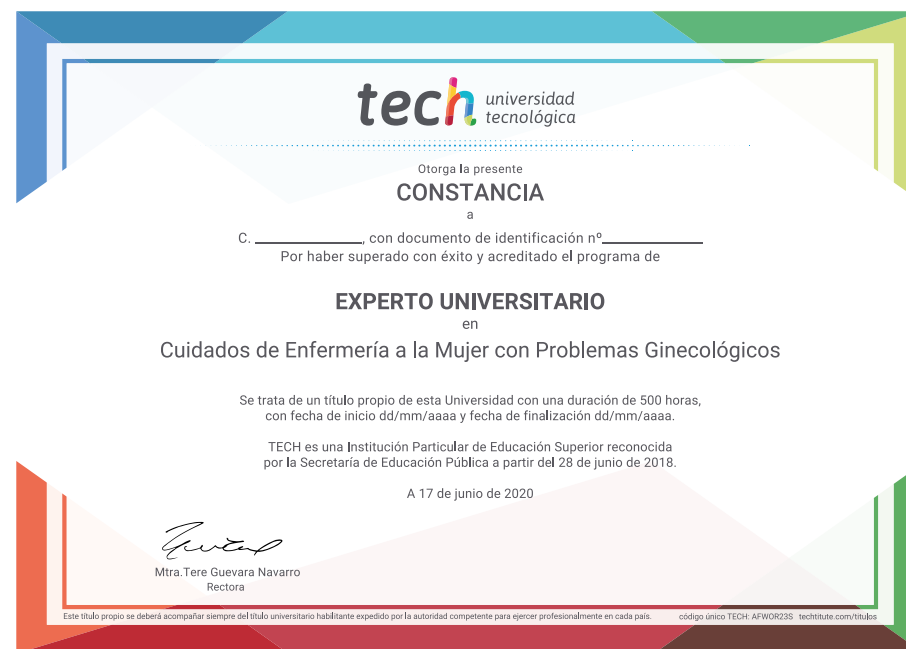 tech universidad
tecnológica
Otorga la presente
CONSTANCIA
a
C. ____________, con documento de identificación nº____________
Por haber superado con éxito y acreditado el programa de
EXPERTO UNIVERSITARIO
en
Cuidados de Enfermería a la Mujer con Problemas Ginecológicos
Se trata de un título propio de esta Universidad con una duración de 500 horas,
con fecha de inicio dd/mm/aaaa y fecha de finalización dd/mm/aaaa.
TECH es una Institución Particular de Educación Superior reconocida
por la Secretaría de Educación Pública a partir del 28 de junio de 2018.
A 17 de junio de 2020
Mtra.Tere Guevara Navarro
Rectora
Este título propio se deberá acompañar siempre del título universitario habilitante expedido por la autoridad competente para ejercer profesionalmente en cada país. código único TECH: AFWOR23S techtitute.com/titulos